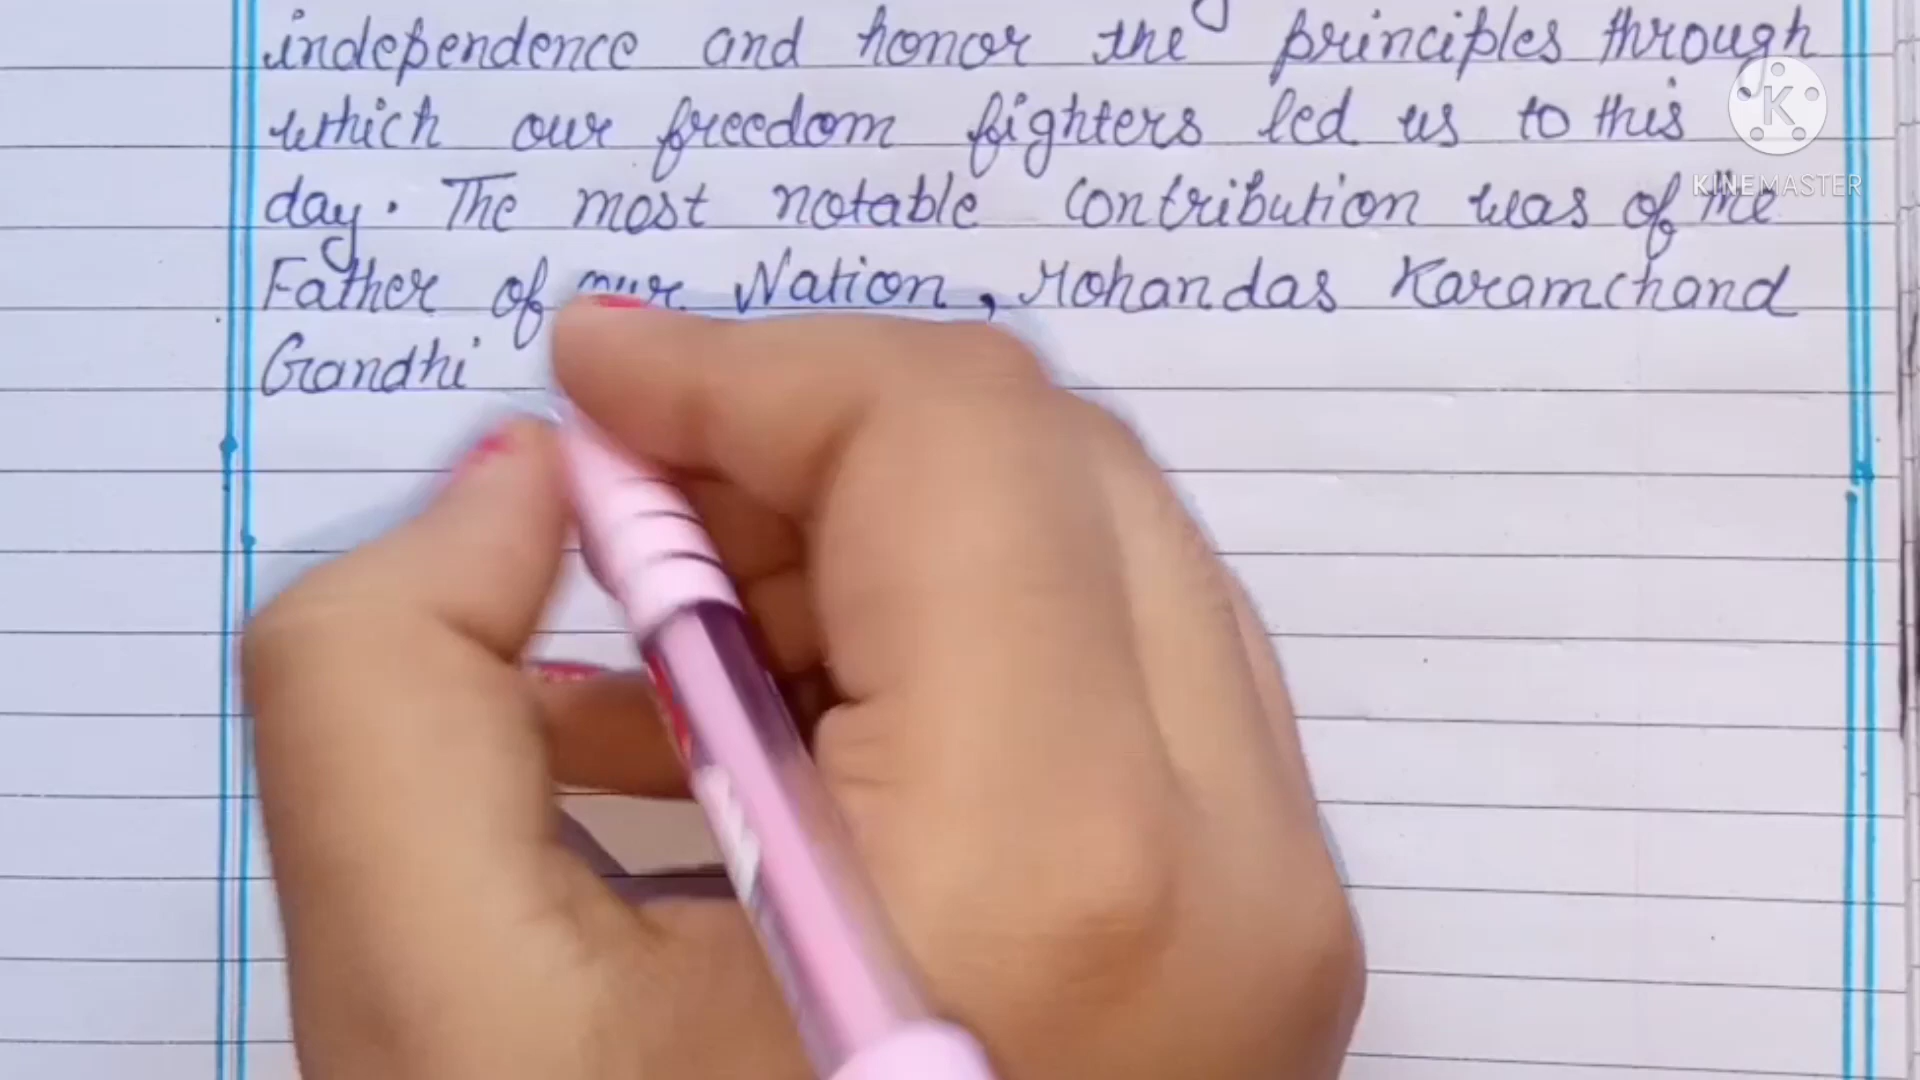 independence and honor the principles through
which our freedom fighters led us to this
day. The most notable contribution was of the
Father of our Nation, Mohandas Karamchand
Gandhi
K
KINEMASTER